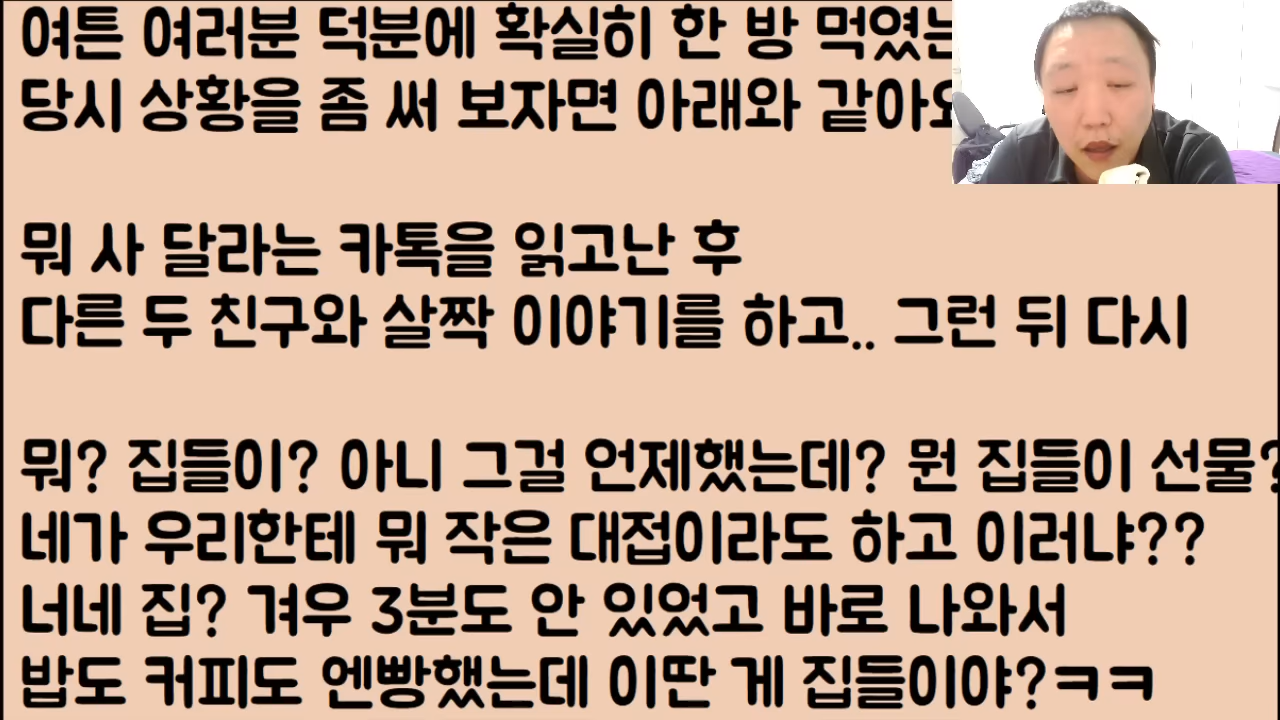 여튼 여러분 덕분에 확실히 한 방
당시 상황을 좀 써 보자면 아래와
뭐 사 달라는 카톡을 읽고난 후
다른 두 친구와 살짝 이야기를 하고.. 그런 뒤 다시
뭐? 집들이? 아니 그걸 언제했는데? 뭔 집들이 선물?
네가 우리한테 뭐 작은 대접이라도 하고 이러냐??
너네 집? 겨우 3분도 안 있었고 바로 나와서
밥도 커피도 엔빵했는데 이딴 게 집들이야?ㅋㅋ